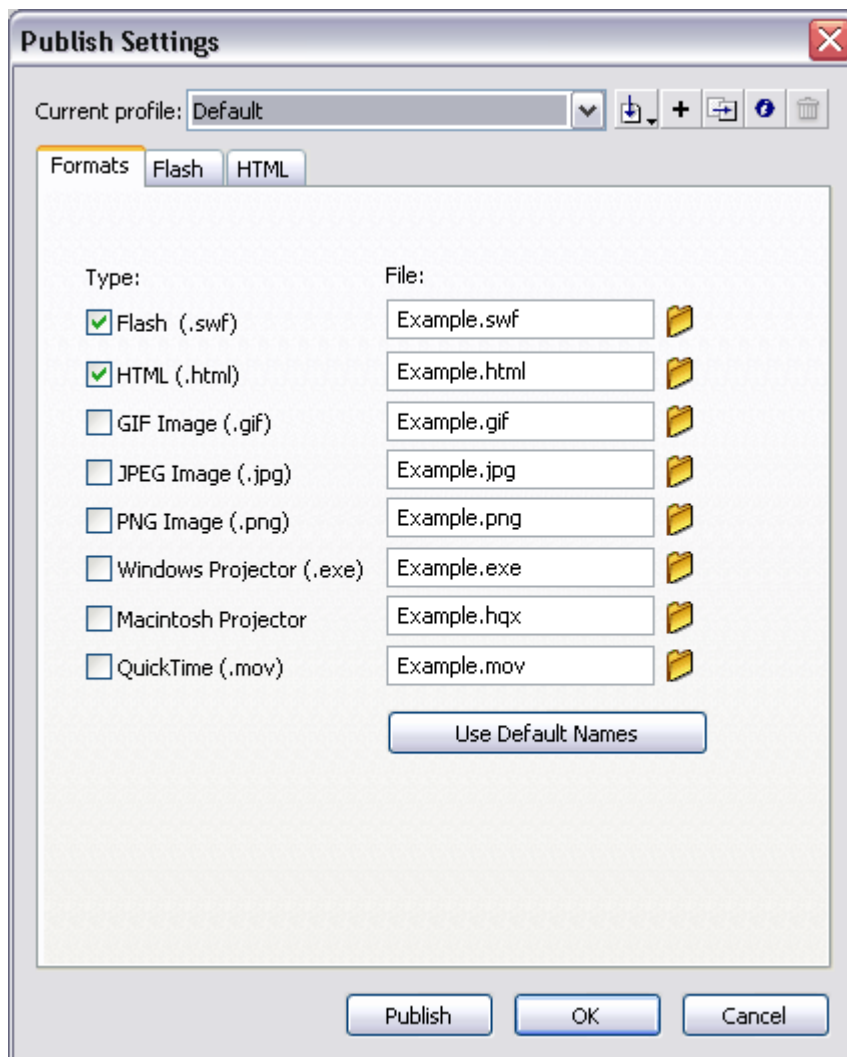 Publish Settings
Current profile: Default
Formats Flash HTML
Type: File:
Flash (.swf) Example.swf
HTML (.html) Example.html
GIF Image (.gif) Example.gif
JPEG Image (.jpg) Example.jpg
PNG Image (.png) Example.png
Windows Projector (.exe) Example.exe
Macintosh Projector Example.hqx
QuickTime (.mov) Example.mov
Use Default Names
Publish OK Cancel